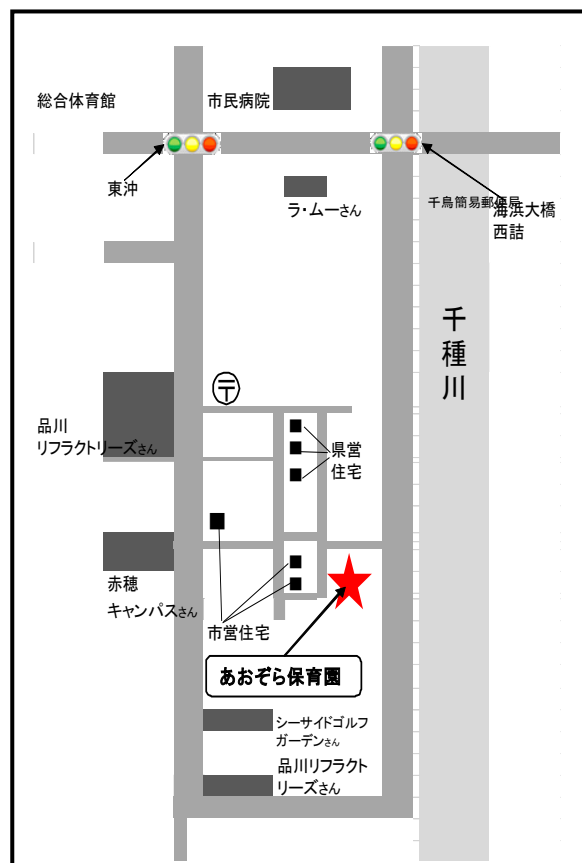 総合体育館
市民病院
東沖
ラ・ムーさん
千鳥簡易郵便局
海浜大橋
西詰
千種川
〒
品川
リフラクトリーズさん
県営
住宅
赤穂
キャンパスさん
市営住宅
あおぞら保育園
シーサイドゴルフ
ガーデンさん
品川リフラクト
リーズさん